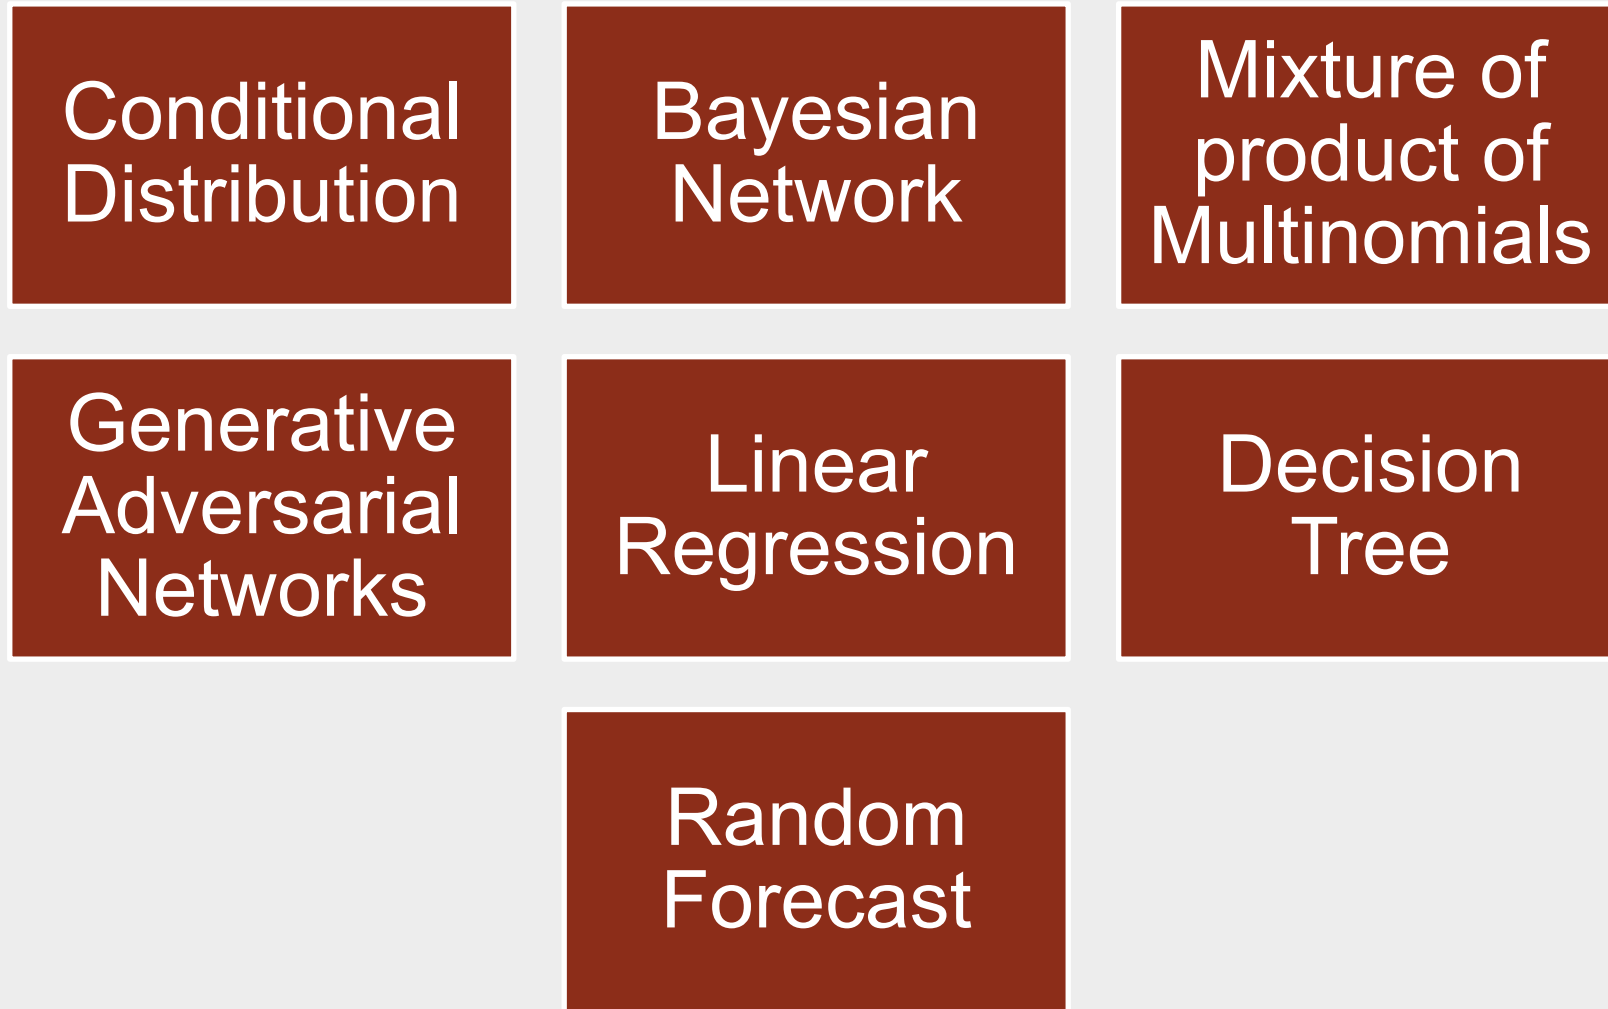 Conditional
Distribution
Bayesian
Network
Mixture of
product of
Multinomials
Generative
Adversarial
Networks
Linear
Regression
Decision
Tree
Random
Forecast